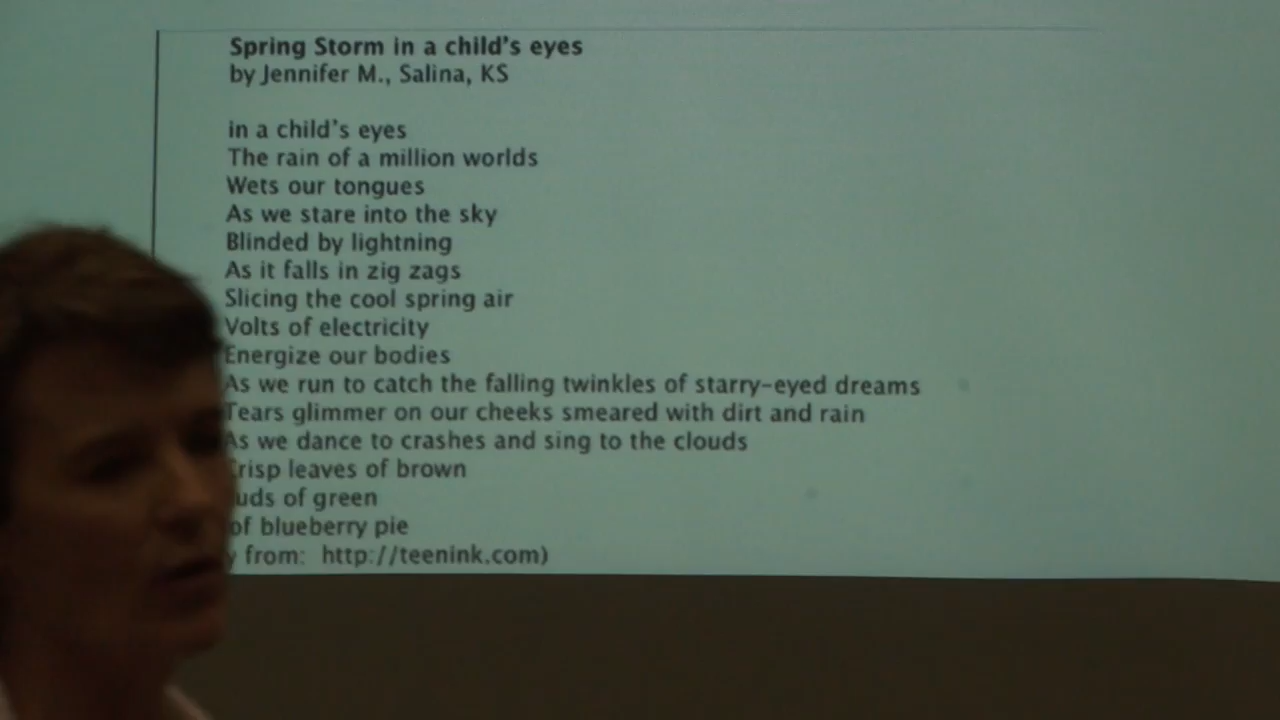 Spring Storm in a child's eyes
by Jennifer M., Salina, KS
in a child's eyes
The rain of a million worlds
Wets our tongues
As we stare into the sky
Blinded by lightning
As it falls in zig zags
Slicing the cool spring air
Volts of electricity
Energize our bodies
As we run to catch the falling twinkles of starry-eyed dreams
Tears glimmer on our cheeks smeared with dirt and rain
As we dance to crashes and sing to the clouds
Crisp leaves of brown
of green
of blueberry pie
from: http://teenink.com)